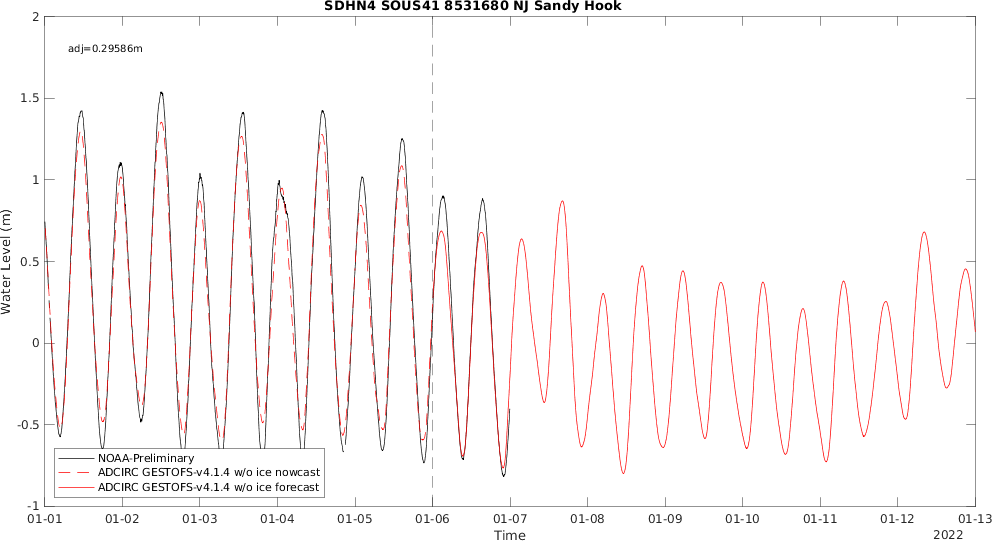 SDHN4 SOUS41 8531680 NJ Sandy Hook
2
adj=0.29586m
1.5
1
0.5
0
-0.5
-1
Water Level (m)
NOAA-Preliminary
ADCIRC GESTOFS-v4.1.4 w/o ice nowcast
ADCIRC GESTOFS-v4.1.4 w/o ice forecast
01-01 01-02 01-03 01-04 01-05 01-06 01-07 01-08 01-09 01-10 01-11 01-12 01-13
Time
2022